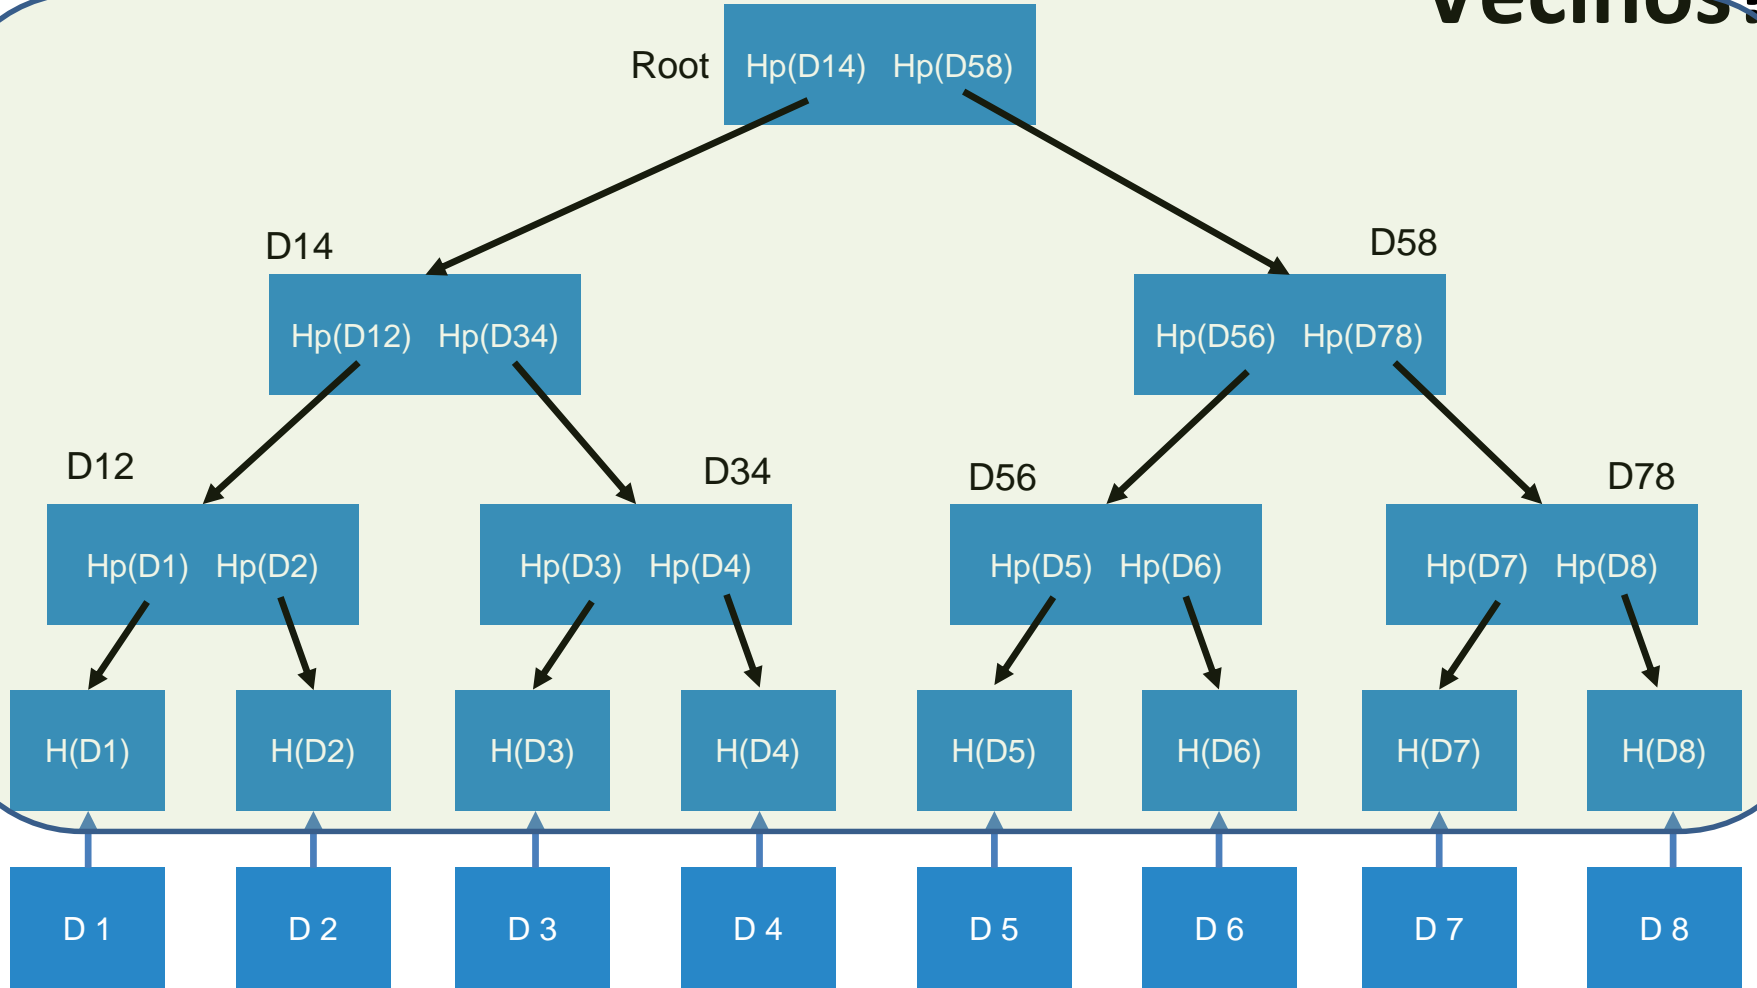 Vecinos?
Root
Hp(D14) Hp(D58)
D14
D58
Hp(D12) Hp(D34)
Hp(D56) Hp(D78)
D12
D34
D56
D78
Hp(D1) Hp(D2)
Hp(D3) Hp(D4)
Hp(D5) Hp(D6)
Hp(D7) Hp(D8)
H(D1)
H(D2)
H(D3)
H(D4)
H(D5)
H(D6)
H(D7)
H(D8)
D 1
D 2
D 3
D 4
D 5
D 6
D 7
D 8